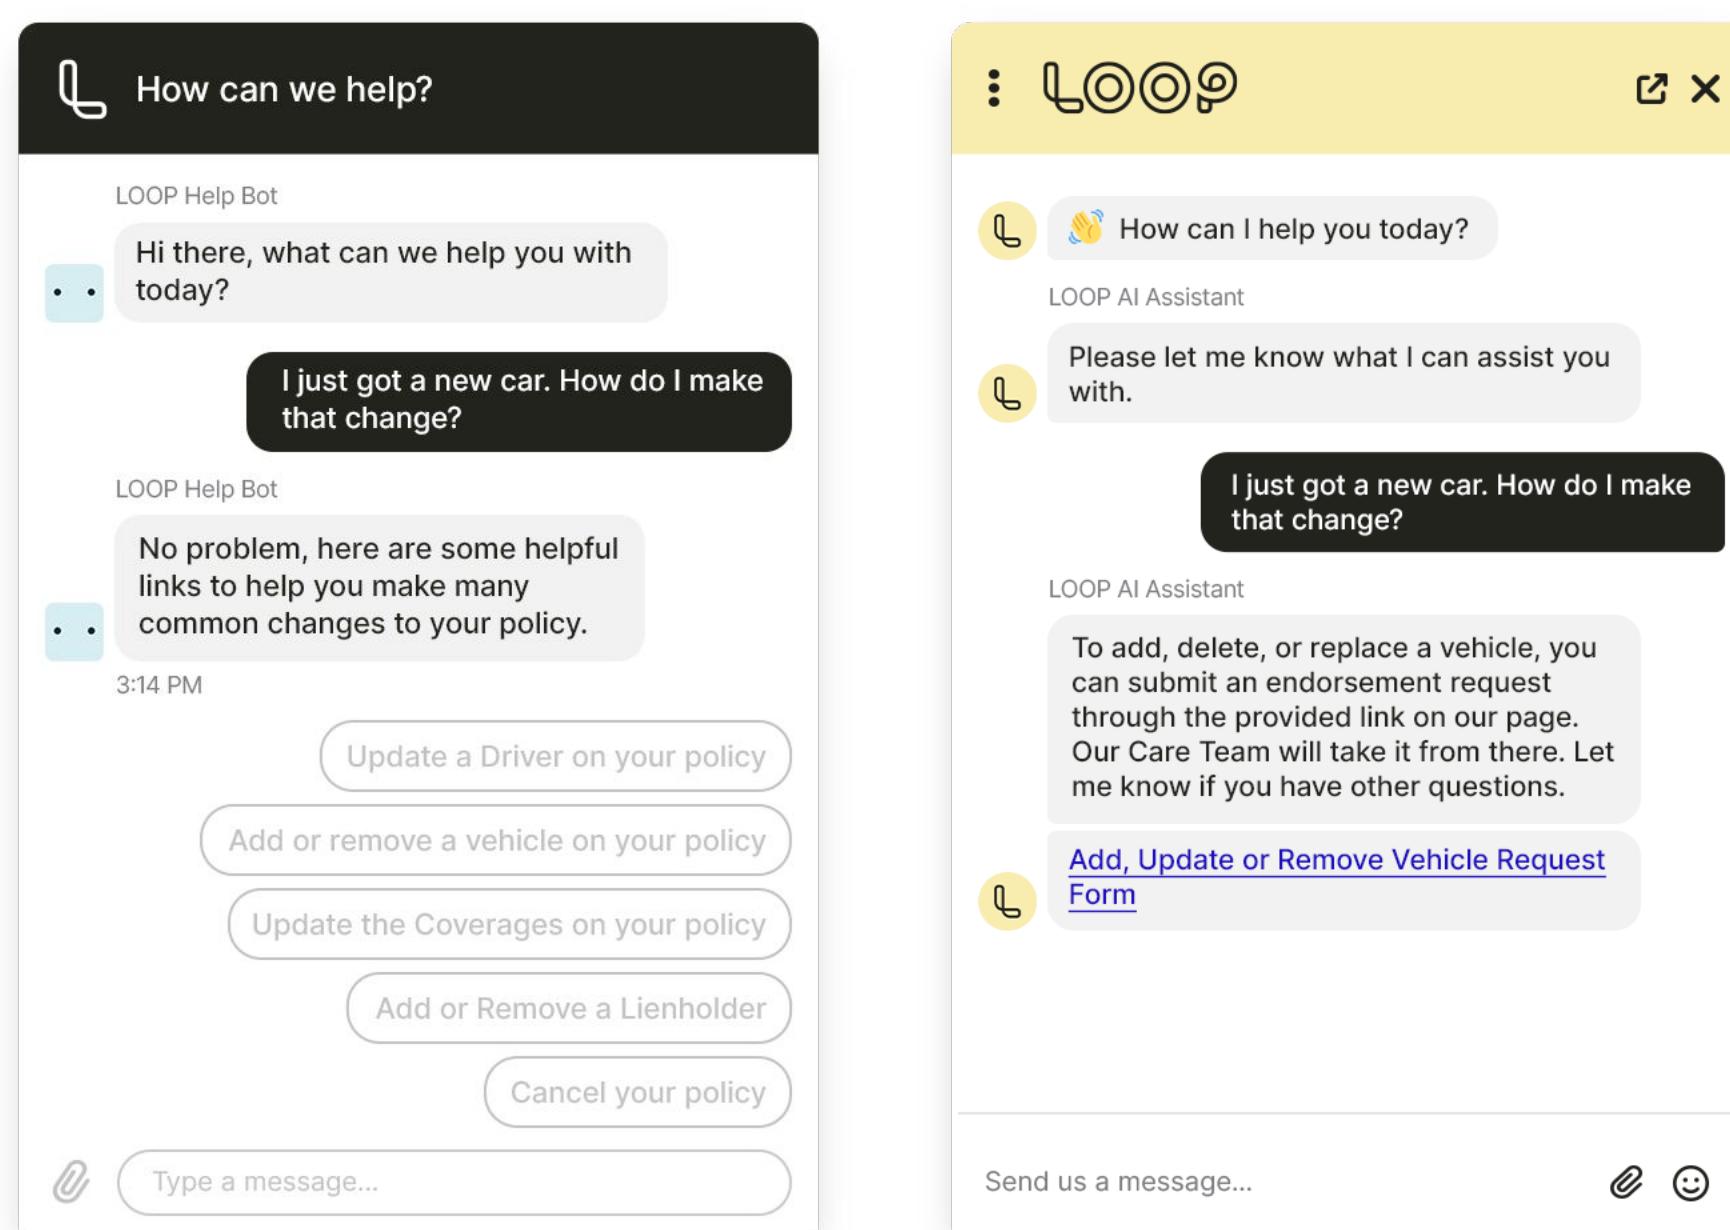 How can we help?
LOOP Help Bot
Hi there, what can we help you with
today?
I just got a new car. How do I make
that change?
LOOP Help Bot
No problem, here are some helpful
links to help you make many
common changes to your policy.
3:14 PM
Update a Driver on your policy
Add or remove a vehicle on your policy
Update the Coverages on your policy
Add or Remove a Lienholder
Cancel your policy
Type a message...
LOOP
👋 How can I help you today?
LOOP AI Assistant
Please let me know what I can assist you
with.
I just got a new car. How do I make
that change?
LOOP AI Assistant
To add, delete, or replace a vehicle, you
can submit an endorsement request
through the provided link on our page.
Our Care Team will take it from there. Let
me know if you have other questions.
Add, Update or Remove Vehicle Request
Form
Send us a message...